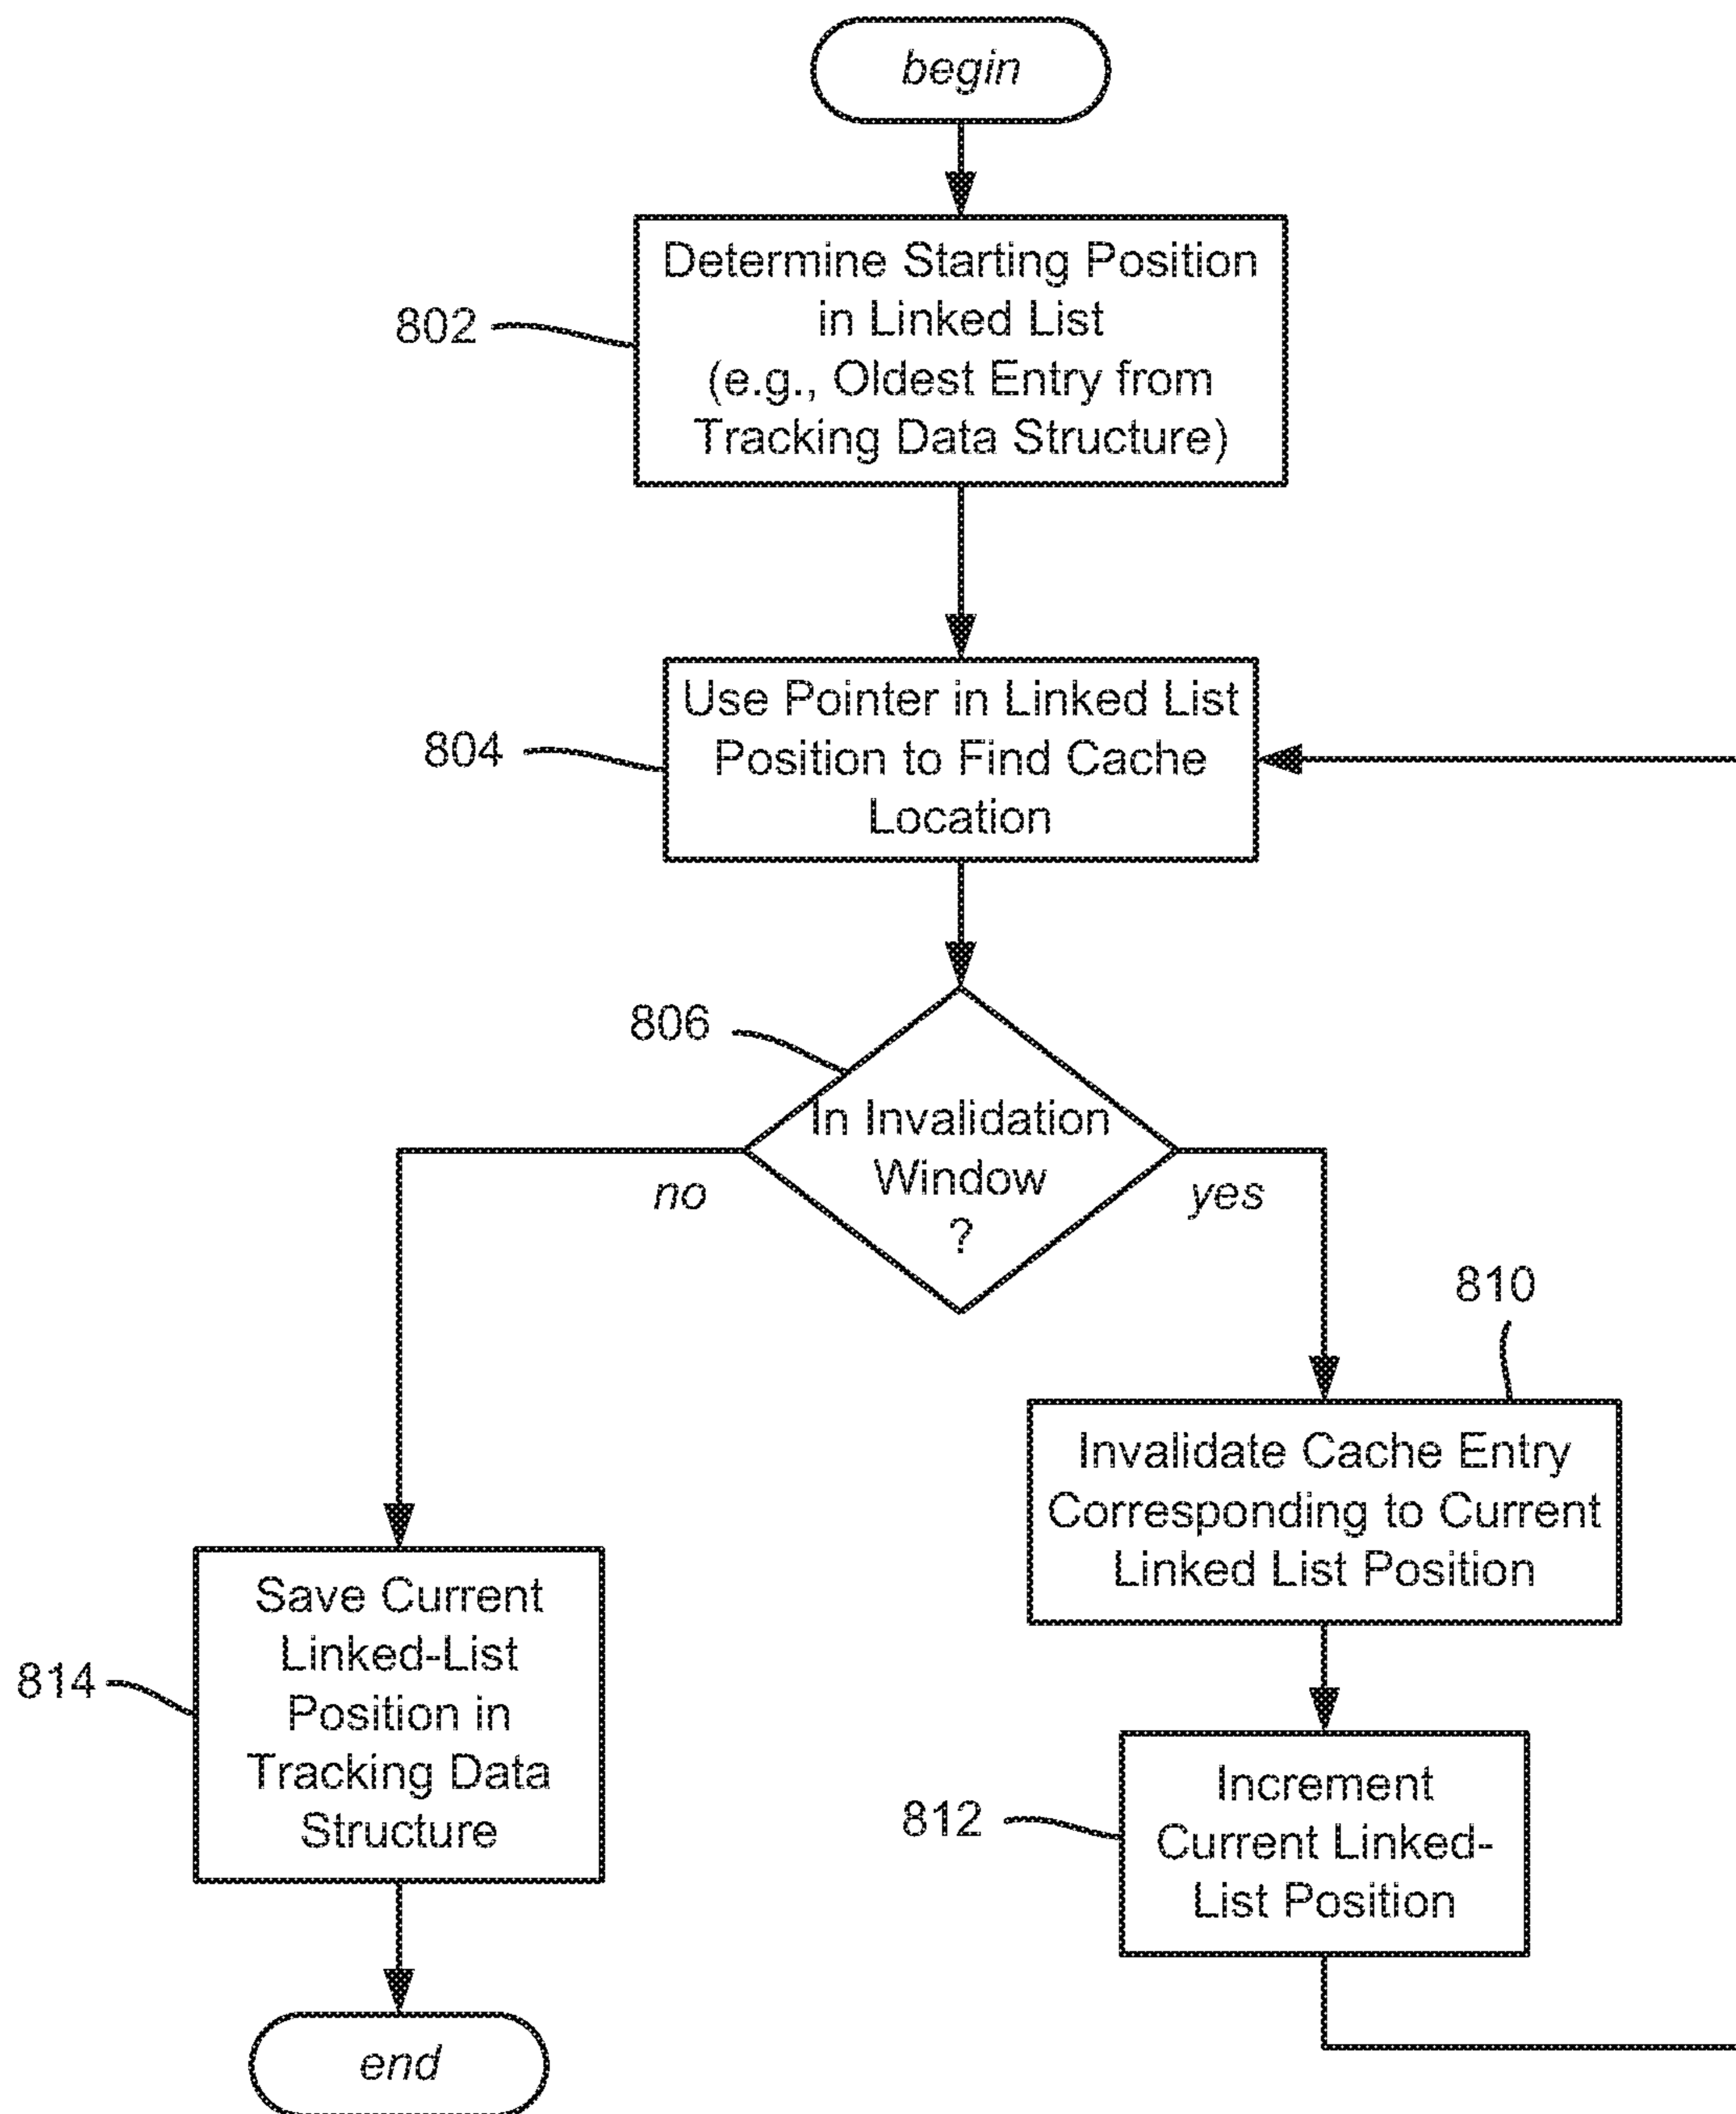 begin
802
Determine Starting Position
in Linked List
(e.g., Oldest Entry from
Tracking Data Structure)
804
Use Pointer in Linked List
Position to Find Cache
Location
806
In Invalidation
Window
?
no
yes
810
Invalidate Cache Entry
Corresponding to Current
Linked List Position
814
Save Current
Linked-List
Position in
Tracking Data
Structure
812
Increment
Current Linked-
List Position
end